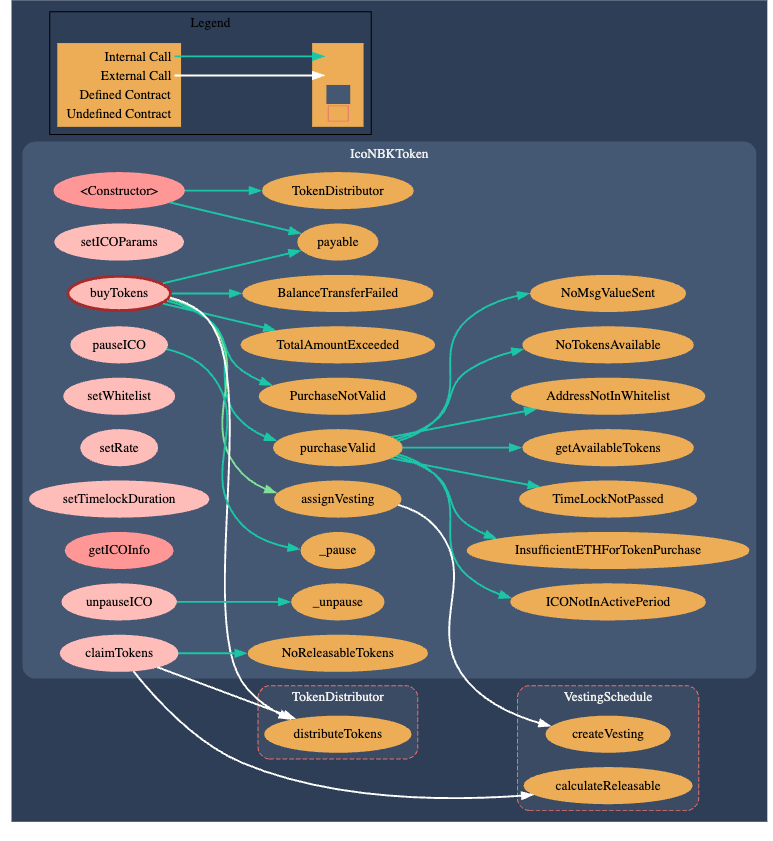 Legend
Internal Call
External Call
Defined Contract
Undefined Contract
IcoNBKToken
<Constructor>
TokenDistributor
setICOParams
payable
buyTokens
BalanceTransferFailed
NoMsgValueSent
pauseICO
TotalAmountExceeded
NoTokensAvailable
setWhitelist
PurchaseNotValid
AddressNotInWhitelist
setRate
purchaseValid
getAvailableTokens
setTimelockDuration
assignVesting
TimeLockNotPassed
getICOInfo
_pause
InsufficientETHForTokenPurchase
unpauseICO
_unpause
ICONotInActivePeriod
claimTokens
NoReleasableTokens
TokenDistributor
distributeTokens
VestingSchedule
createVesting
calculateReleasable